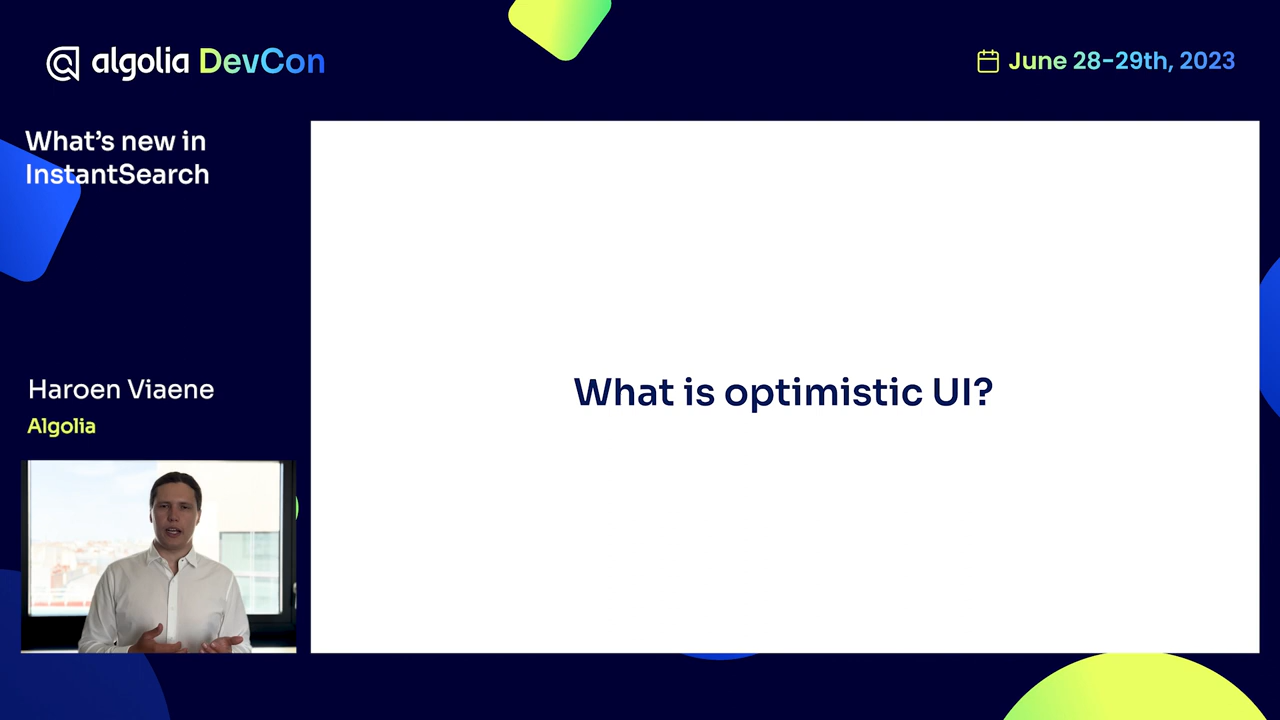 algolia DevCon
June 28-29th, 2023
What's new in
InstantSearch
Haroen Viaene
Algolia
What is optimistic UI?